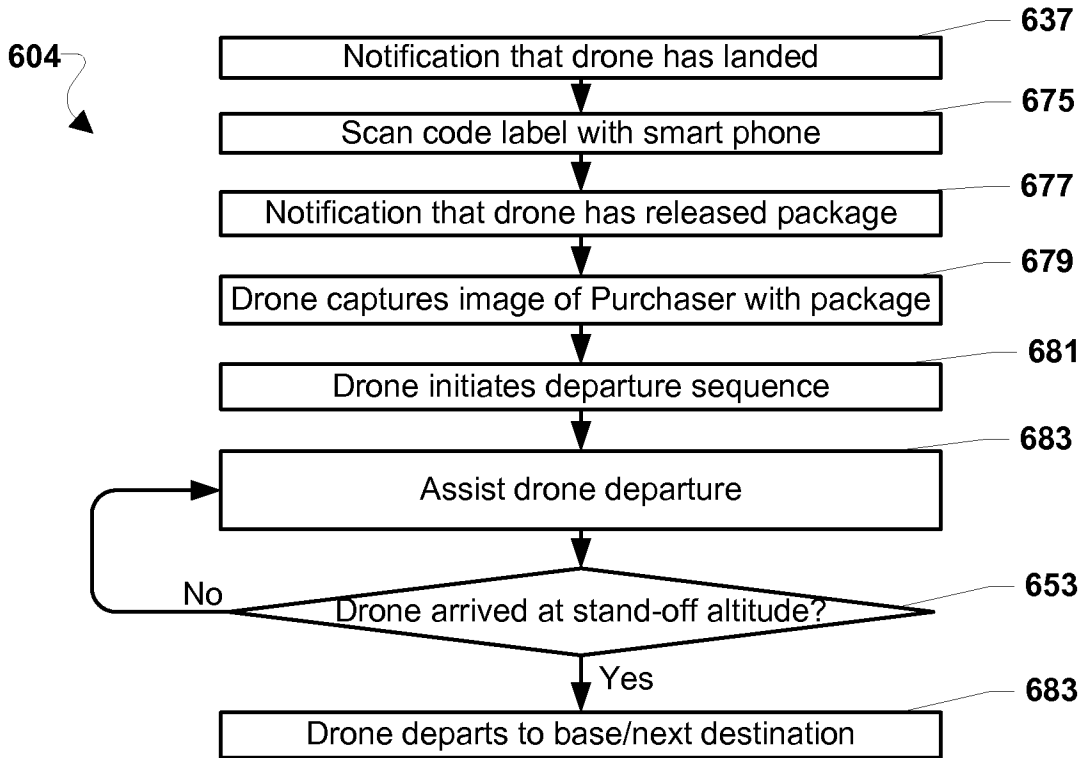 637
604
Notification that drone has landed
675
Scan code label with smart phone
677
Notification that drone has released package
679
Drone captures image of Purchaser with package
681
Drone initiates departure sequence
683
Assist drone departure
653
No
Drone arrived at stand-off altitude?
Yes
683
Drone departs to base/next destination